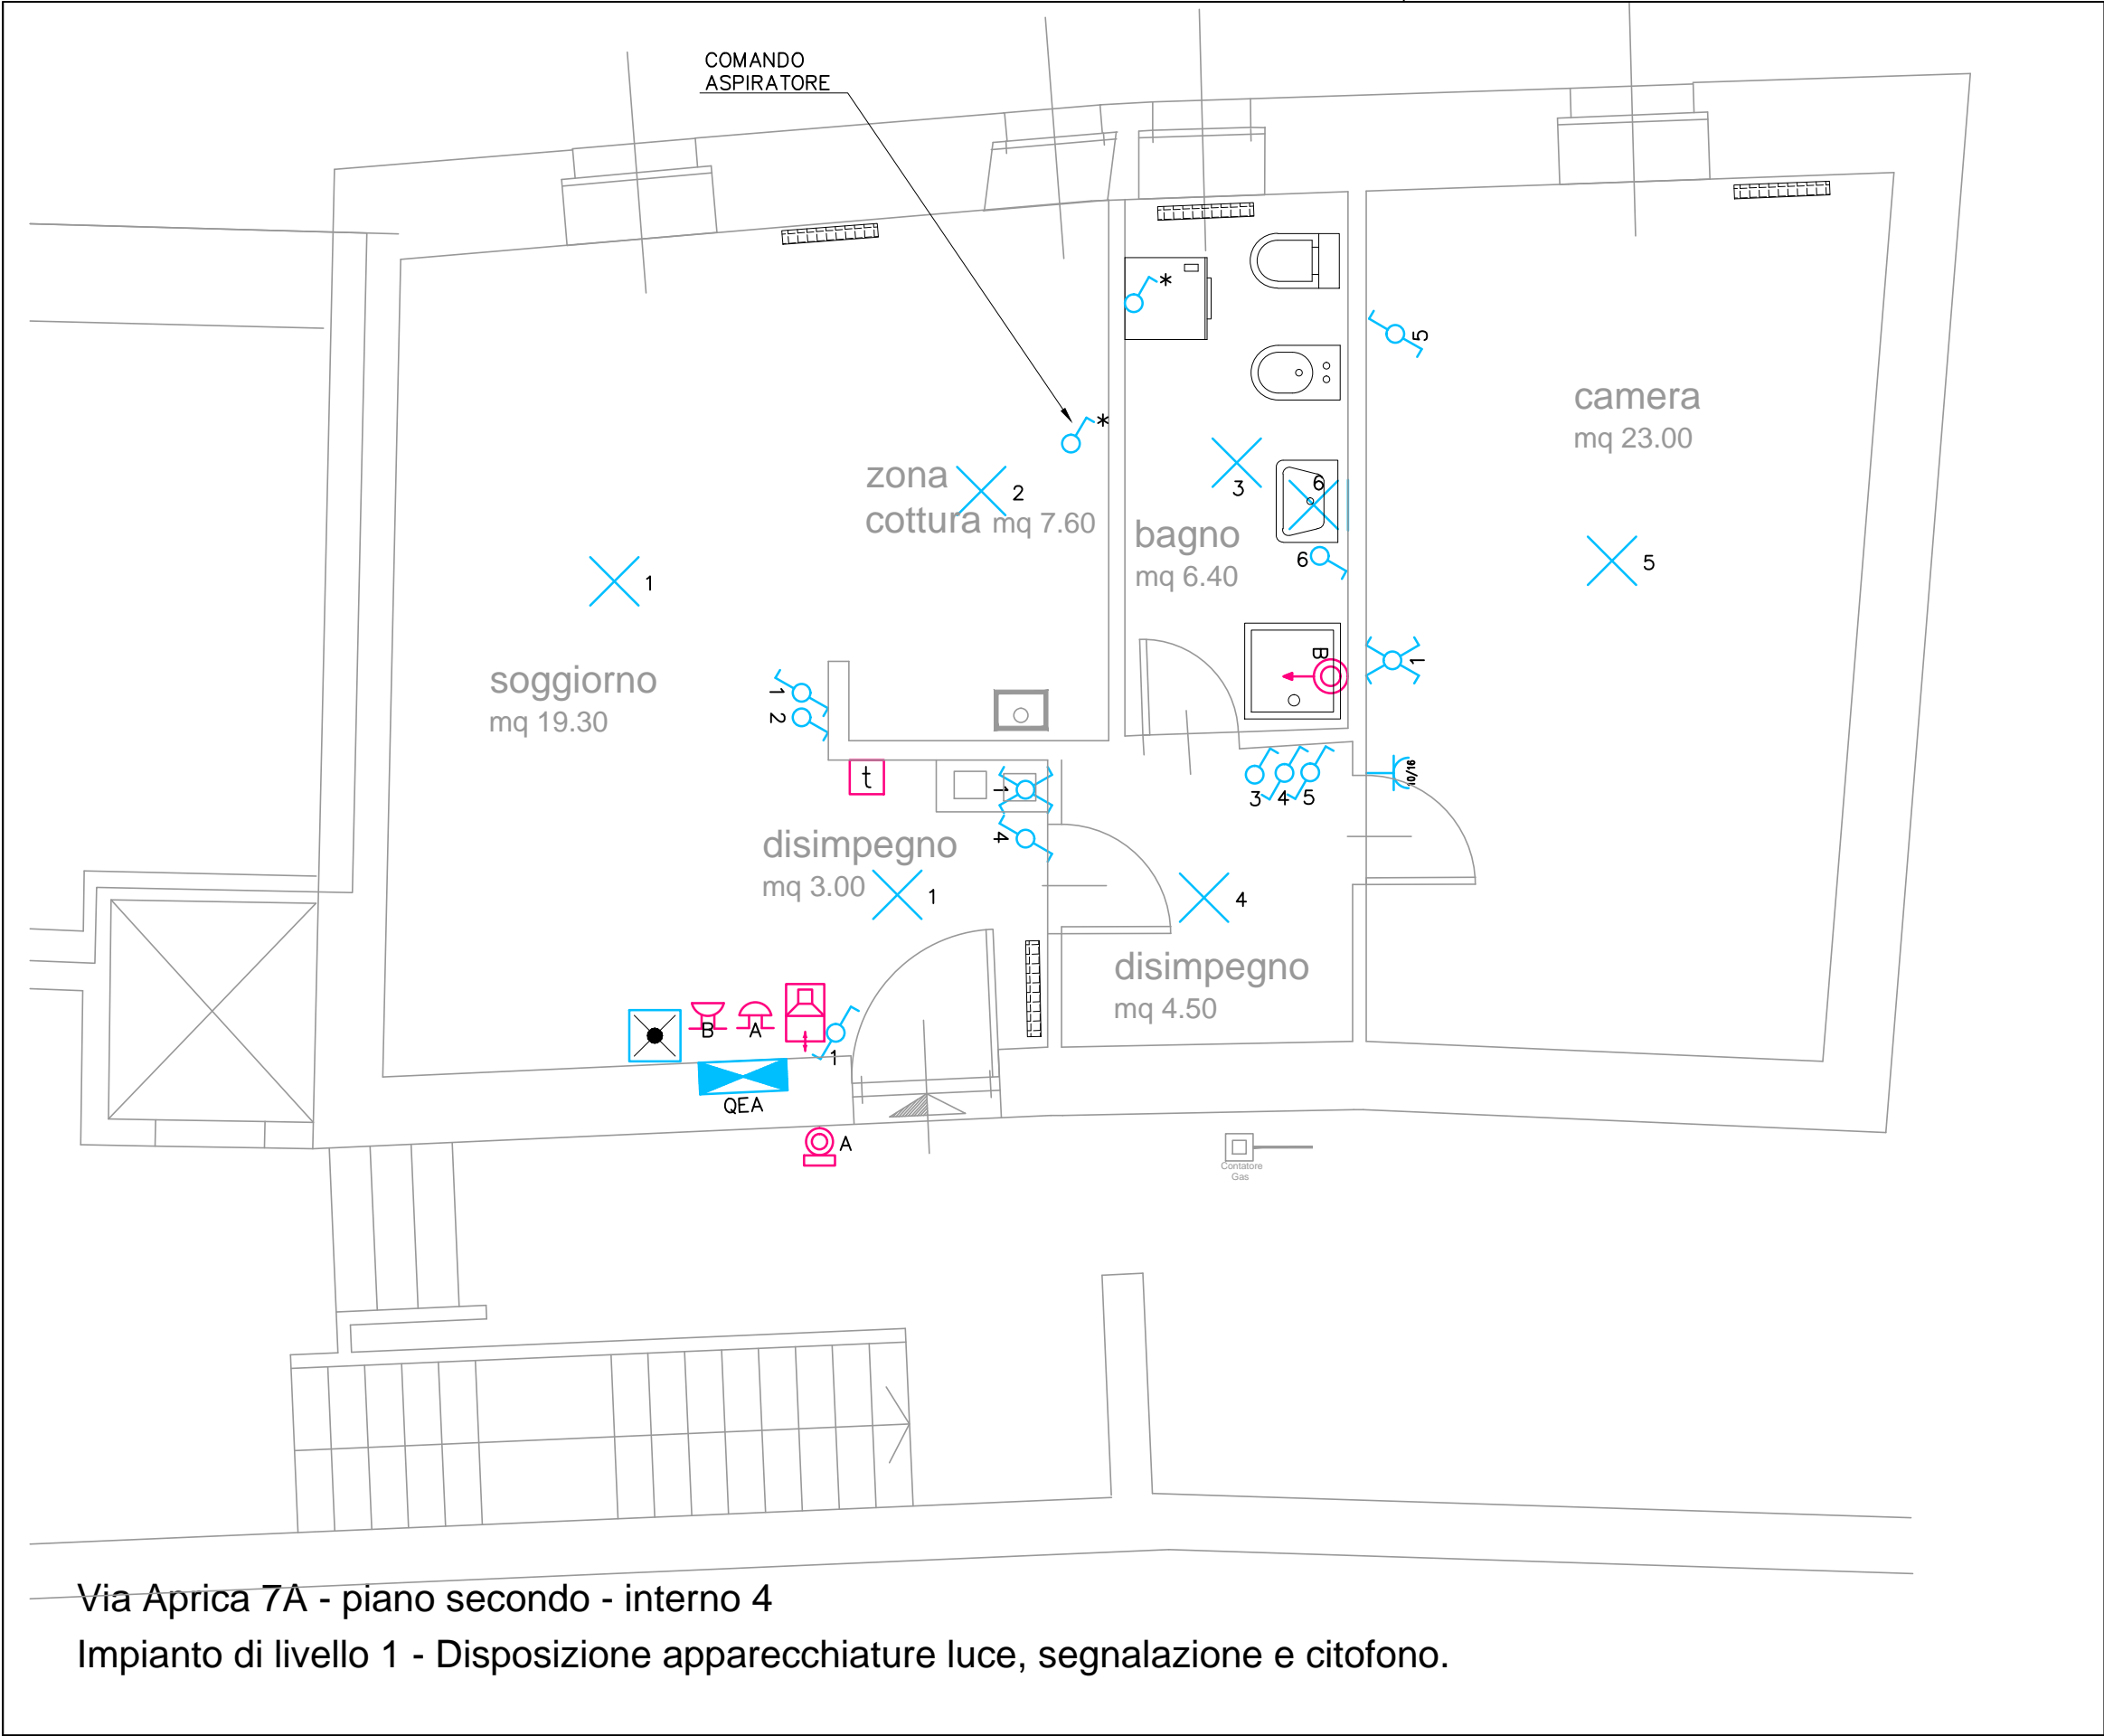 COMANDO
ASPIRATORE
*
5
*
camera
mq 23.00
zona
cottura mq 7.60
2
3
6
bagno
mq 6.40
6
5
1
soggiorno
mq 19.30
1
2
B
1
t
1
4
3
4
5
10/16
disimpegno
mq 3.00
1
4
disimpegno
mq 4.50
B
A
1
QEA
A
Contatore
Gas
Via Aprica 7A - piano secondo - interno 4
Impianto di livello 1 - Disposizione apparecchiature luce, segnalazione e citofono.